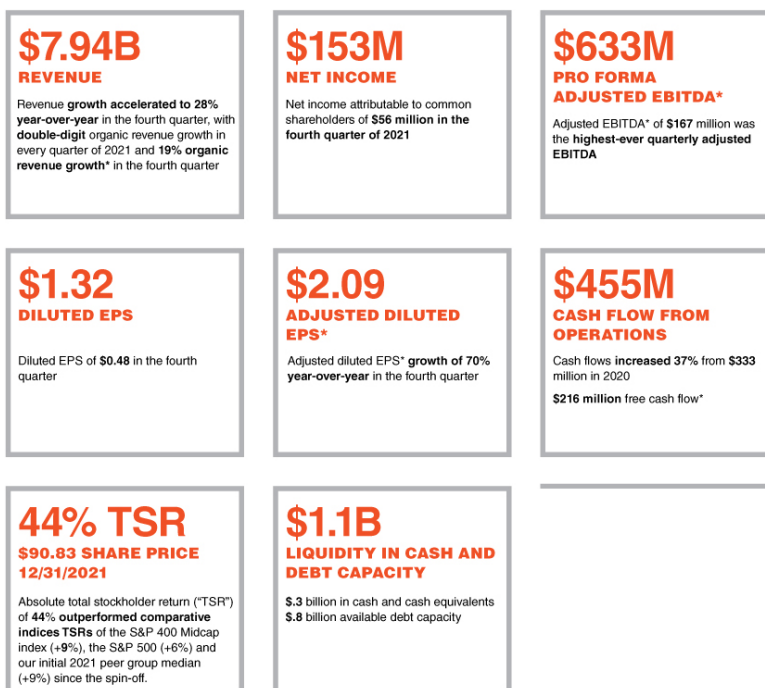 $7.94B
REVENUE
Revenue growth accelerated to 28%
year-over-year in the fourth quarter, with
double-digit organic revenue growth in
every quarter of 2021 and 19% organic
revenue growth* in the fourth quarter
$153M
NET INCOME
Net income attributable to common
shareholders of $56 million in the
fourth quarter of 2021
$633M
PRO FORMA
ADJUSTED EBITDA*
Adjusted EBITDA* of $167 million was
the highest-ever quarterly adjusted
EBITDA
$1.32
DILUTED EPS
Diluted EPS of $0.48 in the fourth
quarter
$2.09
ADJUSTED DILUTED
EPS*
Adjusted diluted EPS* growth of 70%
year-over-year in the fourth quarter
$455M
CASH FLOW FROM
OPERATIONS
Cash flows increased 37% from $333
million in 2020
$216 million free cash flow*
44% TSR
$90.83 SHARE PRICE
12/31/2021
Absolute total stockholder return (“TSR”)
of 44% outperformed comparative
indices TSRs of the S&P 400 Midcap
index (+9%), the S&P 500 (+6%) and
our initial 2021 peer group median
(+9%) since the spin-off.
$1.1B
LIQUIDITY IN CASH AND
DEBT CAPACITY
$.3 billion in cash and cash equivalents
$.8 billion available debt capacity